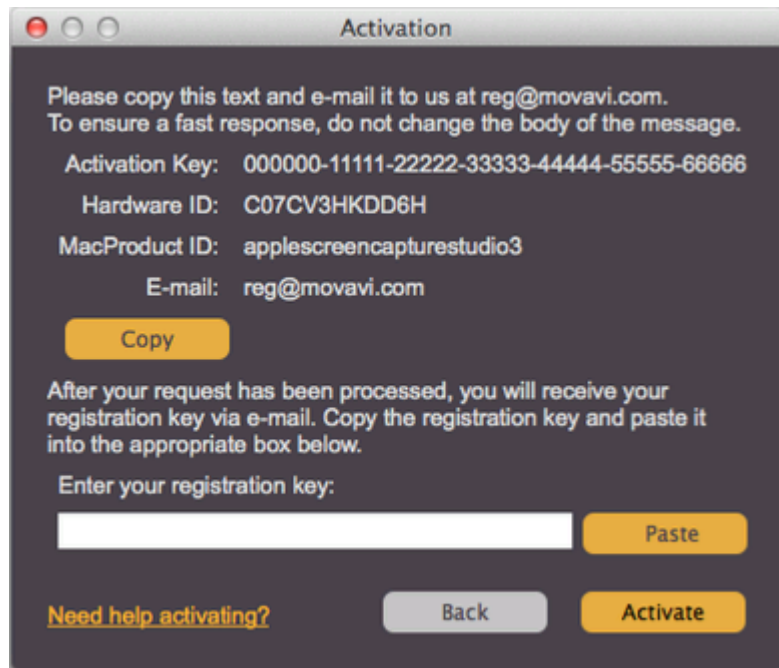 Activation
Please copy this text and e-mail it to us at reg@movavi.com.
To ensure a fast response, do not change the body of the message.
Activation Key: 000000-11111-22222-33333-44444-55555-66666
Hardware ID: C07CV3HKDD6H
MacProduct ID: applescreencapturestudio3
E-mail: reg@movavi.com
Copy
After your request has been processed, you will receive your
registration key via e-mail. Copy the registration key and paste it
into the appropriate box below.
Enter your registration key:
Paste
Need help activating? Back Activate